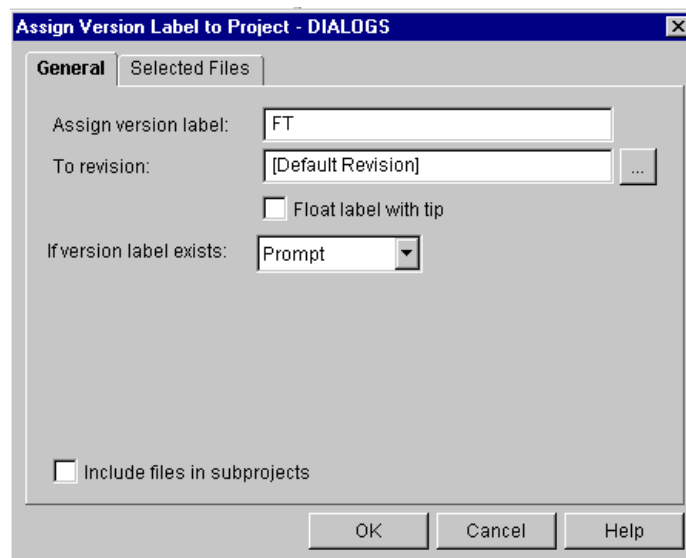 Assign Version Label to Project - DIALOGS
General Selected Files
Assign version label: FT
To revision: [Default Revision] ...
Float label with tip
If version label exists: Prompt
Include files in subprojects
OK Cancel Help